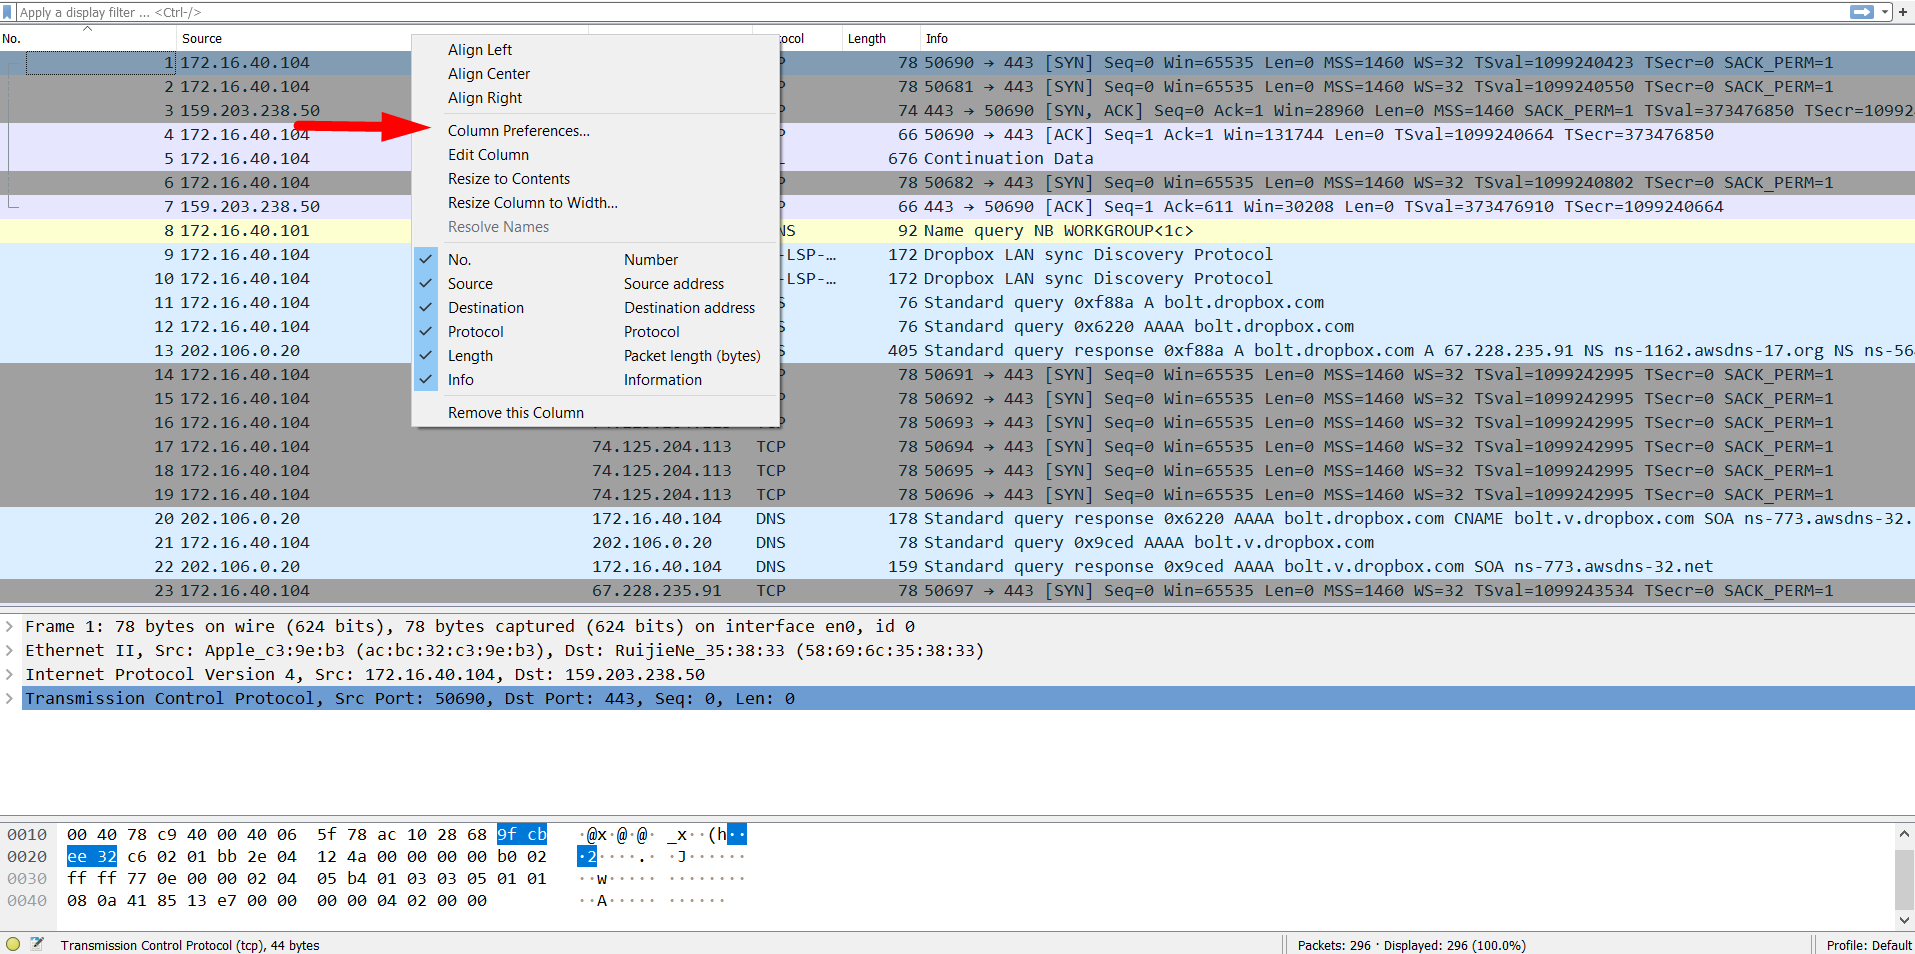 Apply a display filter ... <Ctrl-/>
No. Source ocol Length Info
1 172.16.40.104 P 78 50690 → 443 [SYN] Seq=0 Win=65535 Len=0 MSS=1460 WS=32 TSval=1099240423 TSecr=0 SACK_PERM=1
2 172.16.40.104 P 78 50681 → 443 [SYN] Seq=0 Win=65535 Len=0 MSS=1460 WS=32 TSval=1099240550 TSecr=0 SACK_PERM=1
3 159.203.238.50 P 74 443 → 50690 [SYN, ACK] Seq=0 Ack=1 Win=28960 Len=0 MSS=1460 SACK_PERM=1 TSval=373476850 TSecr=10992
4 172.16.40.104 P 66 50690 → 443 [ACK] Seq=1 Ack=1 Win=131744 Len=0 TSval=1099240664 TSecr=373476850
5 172.16.40.104 676 Continuation Data
6 172.16.40.104 P 78 50682 → 443 [SYN] Seq=0 Win=65535 Len=0 MSS=1460 WS=32 TSval=1099240802 TSecr=0 SACK_PERM=1
7 159.203.238.50 P 66 443 → 50690 [ACK] Seq=1 Ack=611 Win=30208 Len=0 TSval=373476910 TSecr=1099240664
8 172.16.40.101 NS 92 Name query NB WORKGROUP<1c>
9 172.16.40.104 -LSP-… 172 Dropbox LAN sync Discovery Protocol
10 172.16.40.104 -LSP-… 172 Dropbox LAN sync Discovery Protocol
11 172.16.40.104 S 76 Standard query 0xf88a A bolt.dropbox.com
12 172.16.40.104 S 76 Standard query 0x6220 AAAA bolt.dropbox.com
13 202.106.0.20 S 405 Standard query response 0xf88a A bolt.dropbox.com A 67.228.235.91 NS ns-1162.awsdns-17.org NS ns-56
14 172.16.40.104 P 78 50691 → 443 [SYN] Seq=0 Win=65535 Len=0 MSS=1460 WS=32 TSval=1099242995 TSecr=0 SACK_PERM=1
15 172.16.40.104 P 78 50692 → 443 [SYN] Seq=0 Win=65535 Len=0 MSS=1460 WS=32 TSval=1099242995 TSecr=0 SACK_PERM=1
16 172.16.40.104 78 50693 → 443 [SYN] Seq=0 Win=65535 Len=0 MSS=1460 WS=32 TSval=1099242995 TSecr=0 SACK_PERM=1
17 172.16.40.104 74.125.204.113 TCP 78 50694 → 443 [SYN] Seq=0 Win=65535 Len=0 MSS=1460 WS=32 TSval=1099242995 TSecr=0 SACK_PERM=1
18 172.16.40.104 74.125.204.113 TCP 78 50695 → 443 [SYN] Seq=0 Win=65535 Len=0 MSS=1460 WS=32 TSval=1099242995 TSecr=0 SACK_PERM=1
19 172.16.40.104 74.125.204.113 TCP 78 50696 → 443 [SYN] Seq=0 Win=65535 Len=0 MSS=1460 WS=32 TSval=1099242995 TSecr=0 SACK_PERM=1
20 202.106.0.20 172.16.40.104 DNS 178 Standard query response 0x6220 AAAA bolt.dropbox.com CNAME bolt.v.dropbox.com SOA ns-773.awsdns-32.
21 172.16.40.104 202.106.0.20 DNS 78 Standard query 0x9ced AAAA bolt.v.dropbox.com
22 202.106.0.20 172.16.40.104 DNS 159 Standard query response 0x9ced AAAA bolt.v.dropbox.com SOA ns-773.awsdns-32.net
23 172.16.40.104 67.228.235.91 TCP 78 50697 → 443 [SYN] Seq=0 Win=65535 Len=0 MSS=1460 WS=32 TSval=1099243534 TSecr=0 SACK_PERM=1
Align Left
Align Center
Align Right
Column Preferences...
Edit Column
Resize to Contents
Resize Column to Width...
Resolve Names
No. Number
Source Source address
Destination Destination address
Protocol Protocol
Length Packet length (bytes)
Info Information
Remove this Column
Frame 1: 78 bytes on wire (624 bits), 78 bytes captured (624 bits) on interface en0, id 0
Ethernet II, Src: Apple_c3:9e:b3 (ac:bc:32:c3:9e:b3), Dst: RuijieNe_35:38:33 (58:69:6c:35:38:33)
Internet Protocol Version 4, Src: 172.16.40.104, Dst: 159.203.238.50
Transmission Control Protocol, Src Port: 50690, Dst Port: 443, Seq: 0, Len: 0
0010 00 40 78 c9 40 00 40 06 5f 78 ac 10 28 68 9f cb ·@x·@·@· _x··(h··
0020 ee 32 c6 02 01 bb 2e 04 12 4a 00 00 00 00 b0 02 ·2····.· ·J······
0030 ff ff 77 0e 00 00 02 04 05 b4 01 03 03 05 01 01 ··w····· ········
0040 08 0a 41 85 13 e7 00 00 00 00 04 02 00 00 ··A····· ······
Transmission Control Protocol (tcp), 44 bytes Packets: 296 · Displayed: 296 (100.0%) Profile: Default